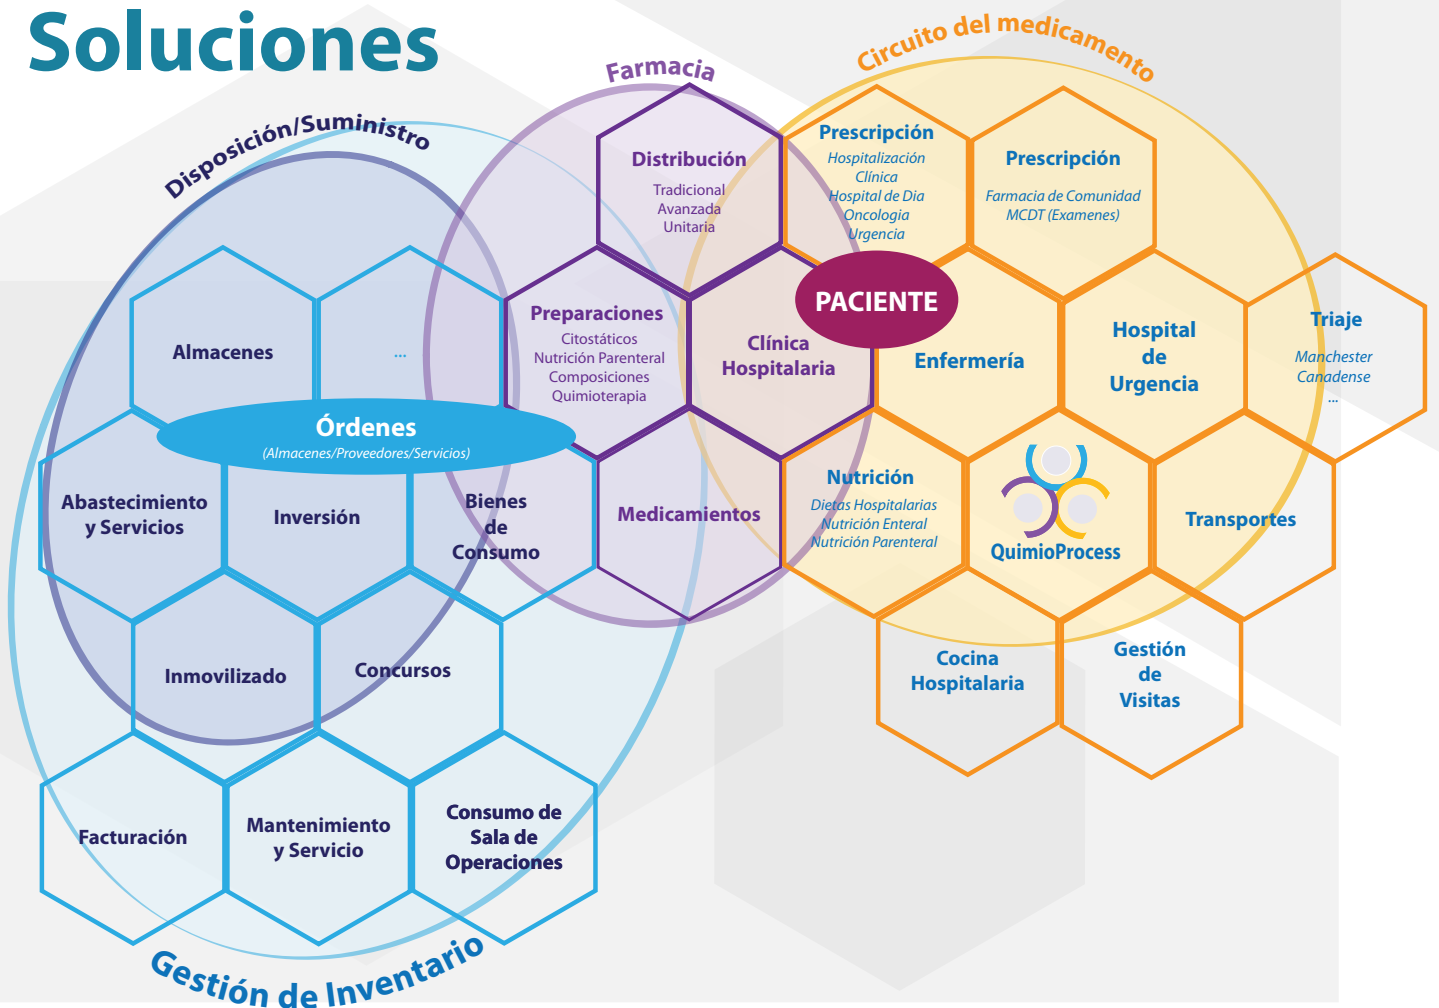 Soluciones
Disposición/Suministro
Farmacia
Circuito del medicamento
Distribución
Tradicional
Avanzada
Unitaria
Prescripción
Hospitalización
Clínica
Hospital de Dia
Oncologia
Urgencia
Prescripción
Farmacia de Comunidad
MCDT (Examenes)
PACIENTE
Almacenes
...
Preparaciones
Citostáticos
Nutrición Parenteral
Composiciones
Quimioterapia
Clínica
Hospitalaria
Enfermería
Hospital
de
Urgencia
Triaje
Manchester
Canadense
...
Órdenes
(Almacenes/Proveedores/Servicios)
Abastecimiento
y Servicios
Inversión
Bienes
de
Consumo
Medicamientos
Nutrición
Dietas Hospitalarias
Nutrición Enteral
Nutrición Parenteral
QuimioProcess
Transportes
Inmovilizado
Concursos
Cocina
Hospitalaria
Gestión
de
Visitas
Facturación
Mantenimiento
y Servicio
Consumo de
Sala de
Operaciones
Gestión de Inventario